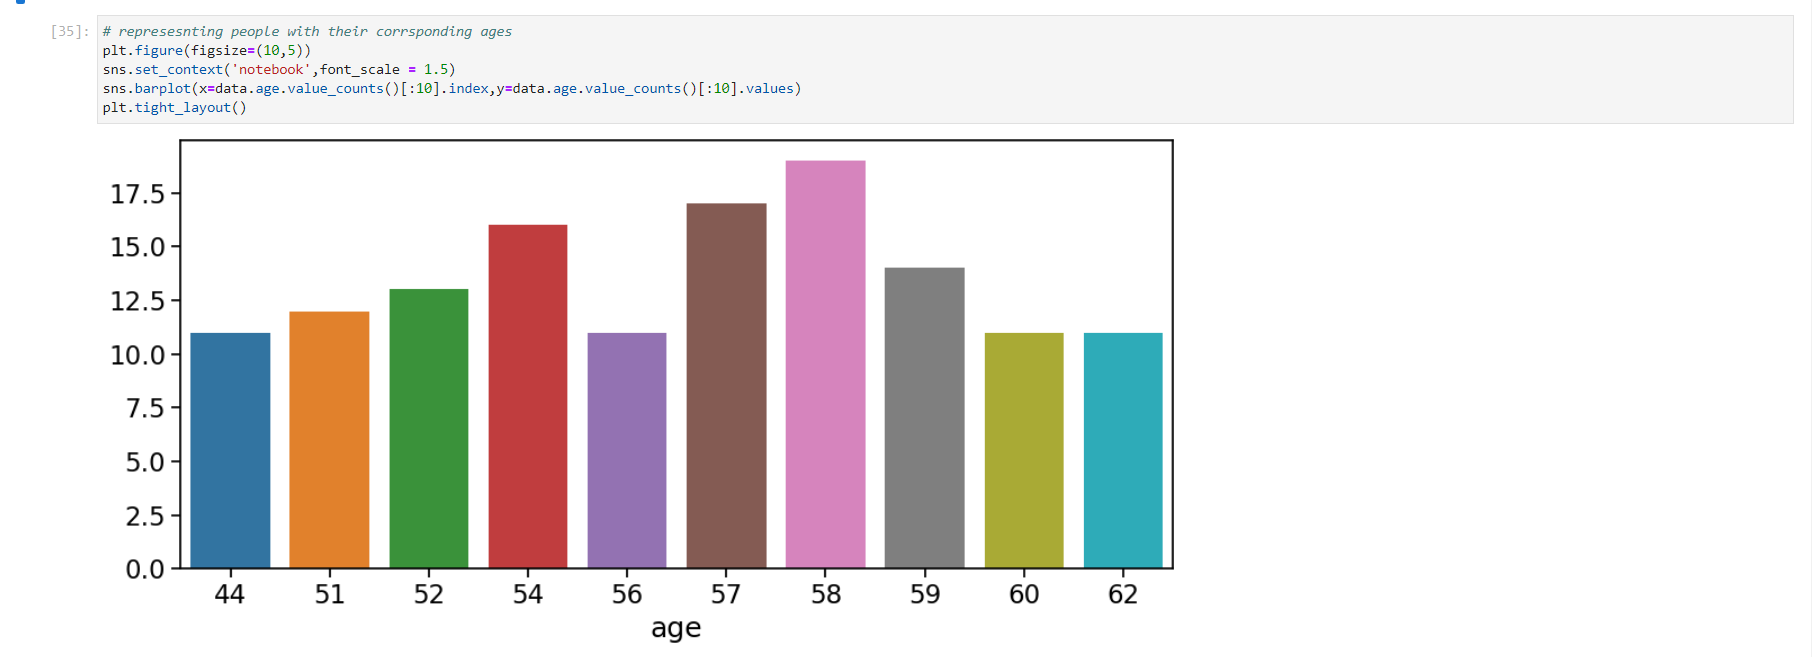 [35]: # represesnting people with their corrsponding ages
plt.figure(figsize=(10,5))
sns.set_context('notebook',font_scale = 1.5)
sns.barplot(x=data.age.value_counts()[:10].index,y=data.age.value_counts()[:10].values)
plt.tight_layout()
17.5
15.0
12.5
10.0
7.5
5.0
2.5
0.0
44 51 52 54 56 57 58 59 60 62
age